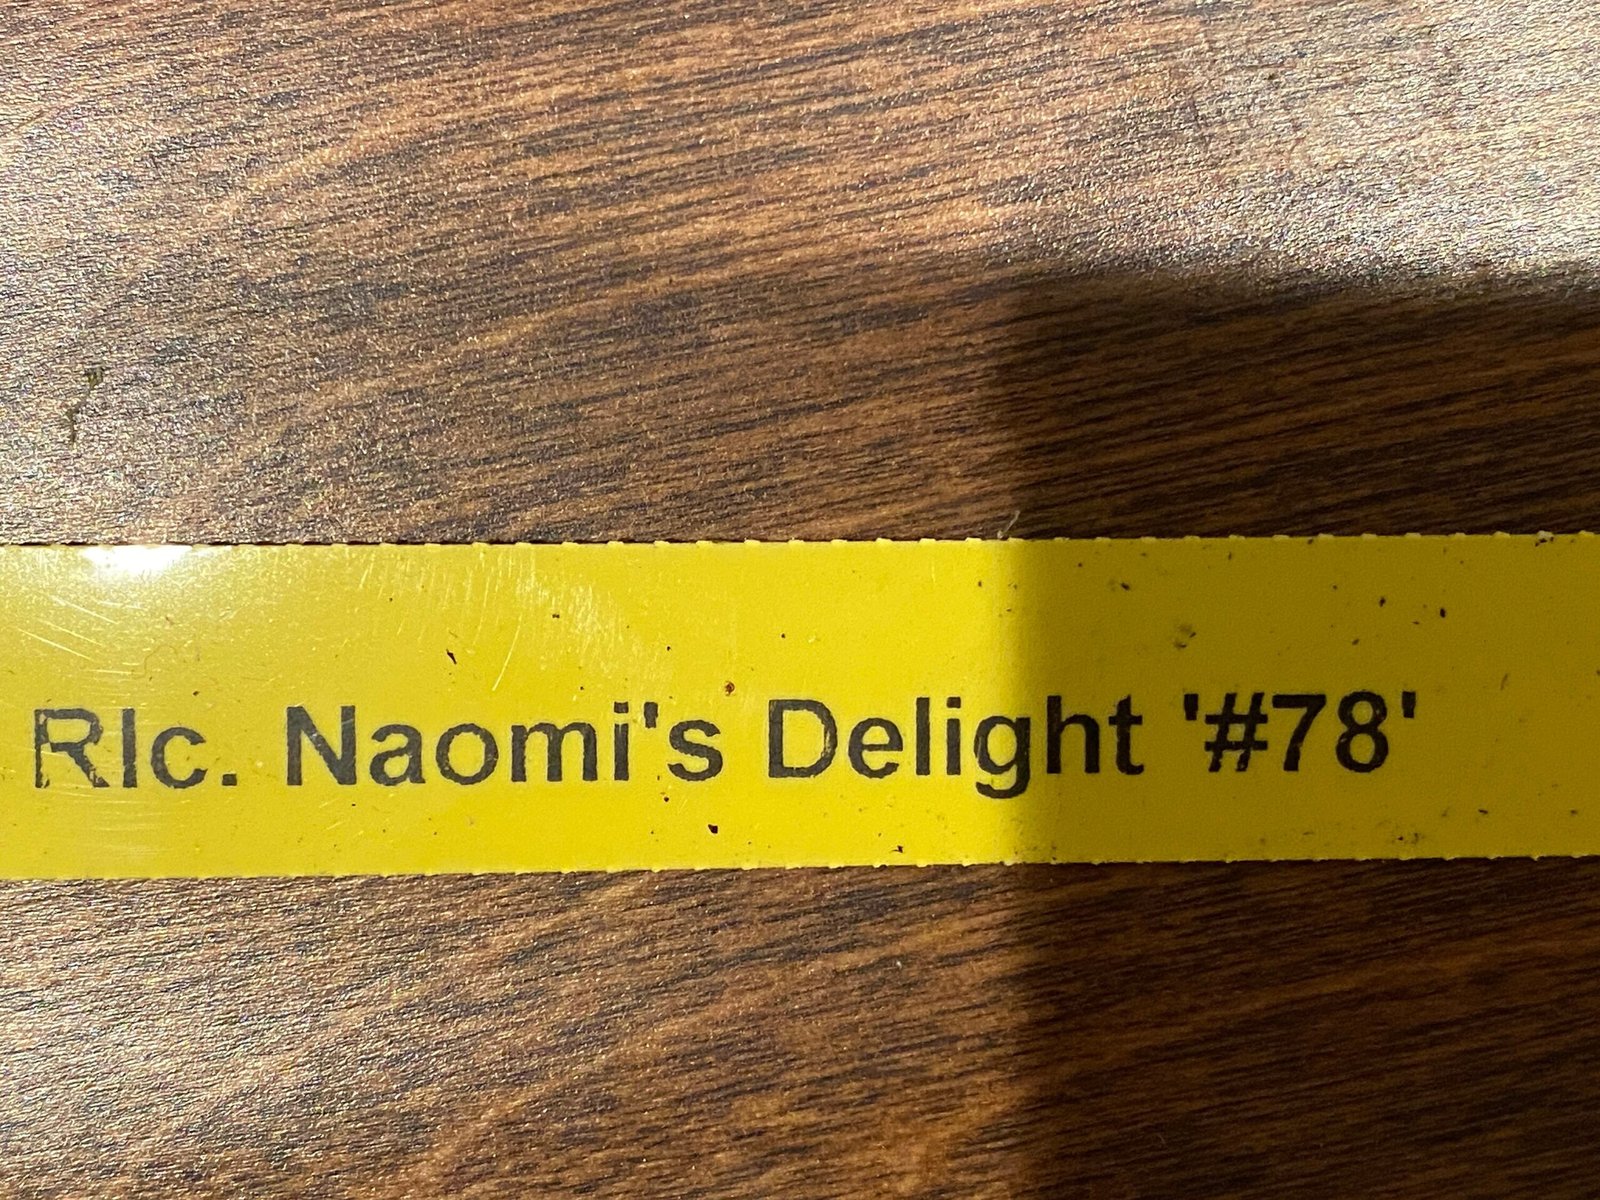 Rlc. Naomi's Delight '#78'